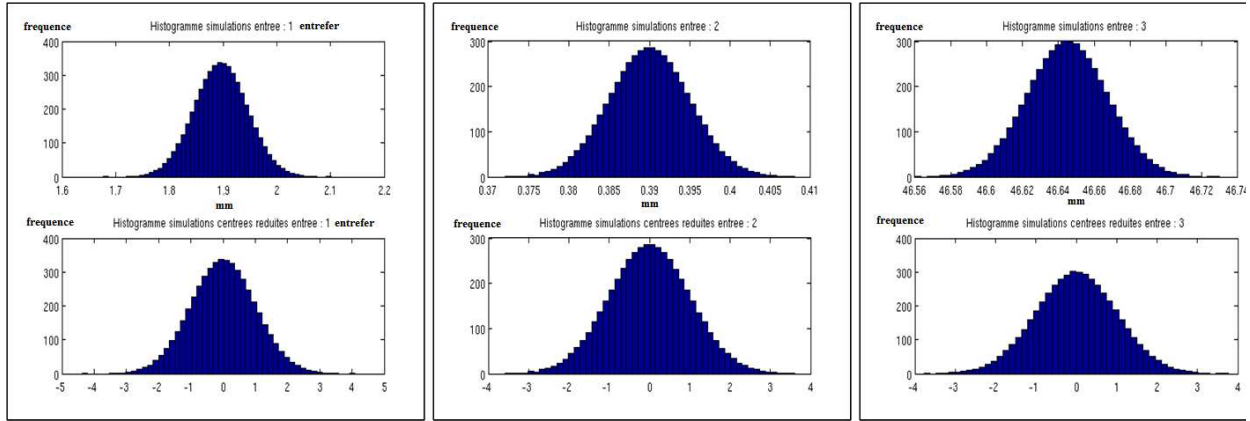 frequence
Histogramme simulations entree : 1 entrefer
400
300
200
100
0
1.6 1.7 1.8 1.9 2 2.1 2.2
mm
frequence
Histogramme simulations centrees reduites entree : 1 entrefer
400
300
200
100
0
-5 -4 -3 -2 -1 0 1 2 3 4 5
frequence
Histogramme simulations entree : 2
300
200
100
0
0.37 0.375 0.38 0.385 0.39 0.395 0.4 0.405 0.41
mm
frequence
Histogramme simulations centrees reduites entree : 2
300
200
100
0
-4 -3 -2 -1 0 1 2 3 4
frequence
Histogramme simulations entree : 3
300
200
100
0
46.56 46.58 46.6 46.62 46.64 46.66 46.68 46.7 46.72 46.74
mm
frequence
Histogramme simulations centrees reduites entree : 3
400
300
200
100
0
-4 -3 -2 -1 0 1 2 3 4